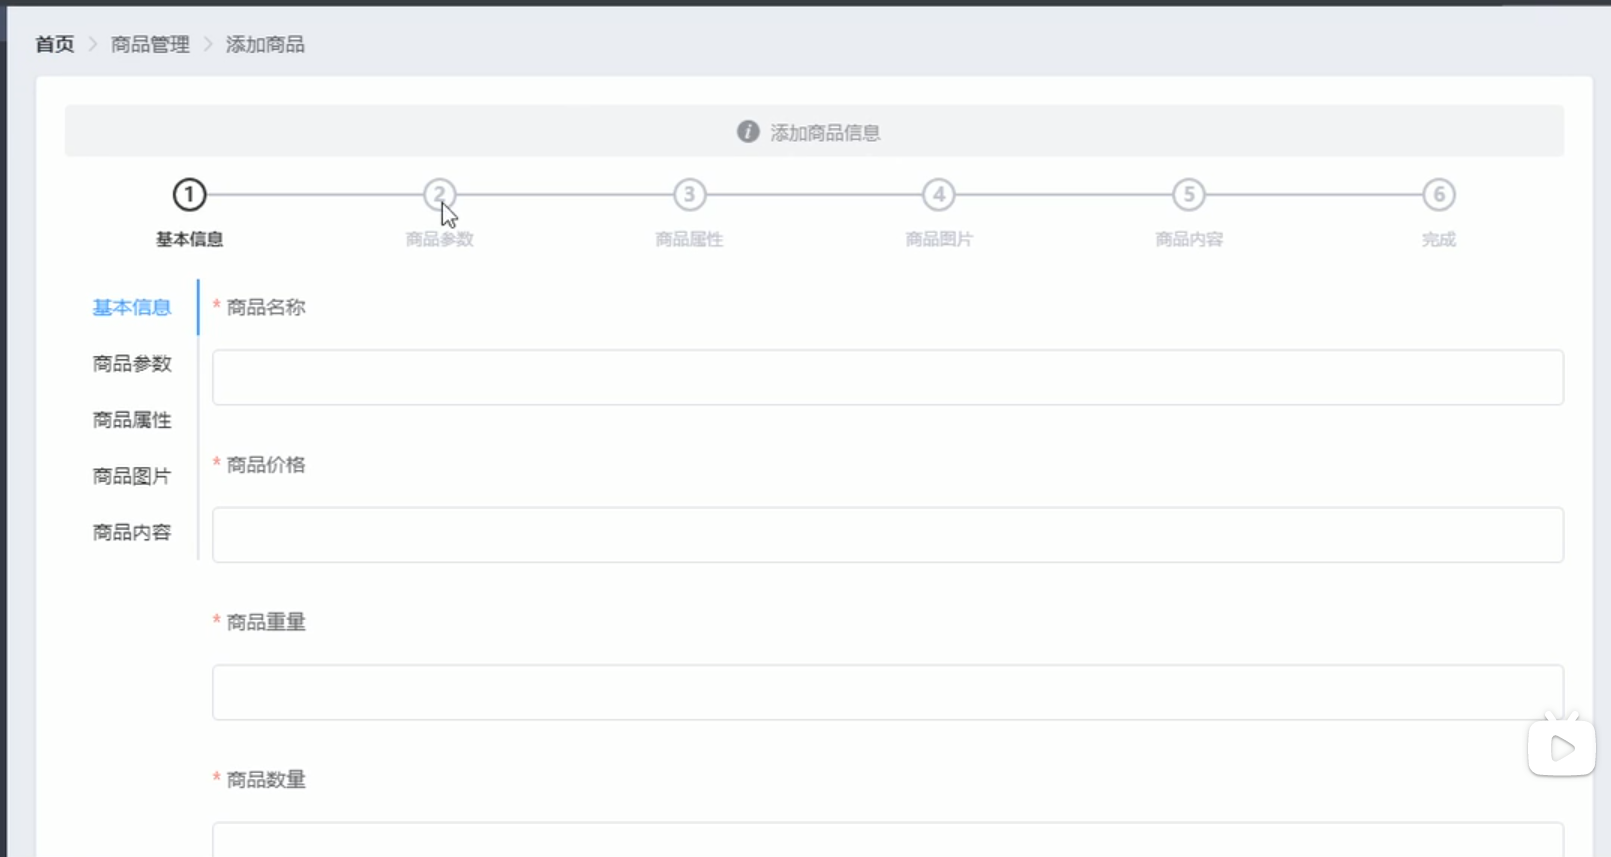 首页 > 商品管理 > 添加商品
添加商品信息
1 2 3 4 5 6
基本信息 商品参数 商品属性 商品图片 商品内容 完成
基本信息
商品参数
商品属性
商品图片
商品内容
* 商品名称
* 商品价格
* 商品重量
* 商品数量